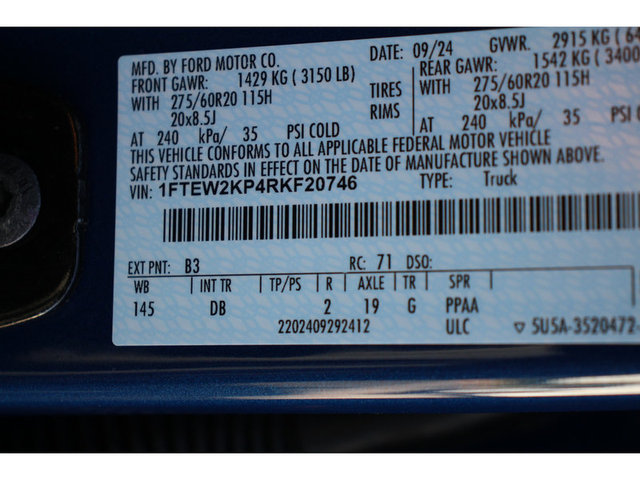 MFD. BY FORD MOTOR CO. DATE: 09/24 GVWR. 2915 KG (
FRONT GAWR: 1429 KG (3150 LB) REAR GAWR: 1542 KG (3400
WITH 275/60R20 115H TIRES WITH 275/60R20 115H
20x8.5J RIMS 20x8.5J
AT 240 kPa/ 35 PSI COLD AT 240 kPa/ 35 PSI
THIS VEHICLE CONFORMS TO ALL APPLICABLE FEDERAL MOTOR VEHICLE
SAFETY STANDARDS IN EFFECT ON THE DATE OF MANUFACTURE SHOWN ABOVE.
VIN: 1FTEW2KP4RKF20746 TYPE: Truck
EXT PNT: B3 RC: 71 DSO:
WB INT TR TP/PS R AXLE TR SPR
145 DB 2 19 G PPAA
2202409292412 ULC ▽ 5U5A-3520472-